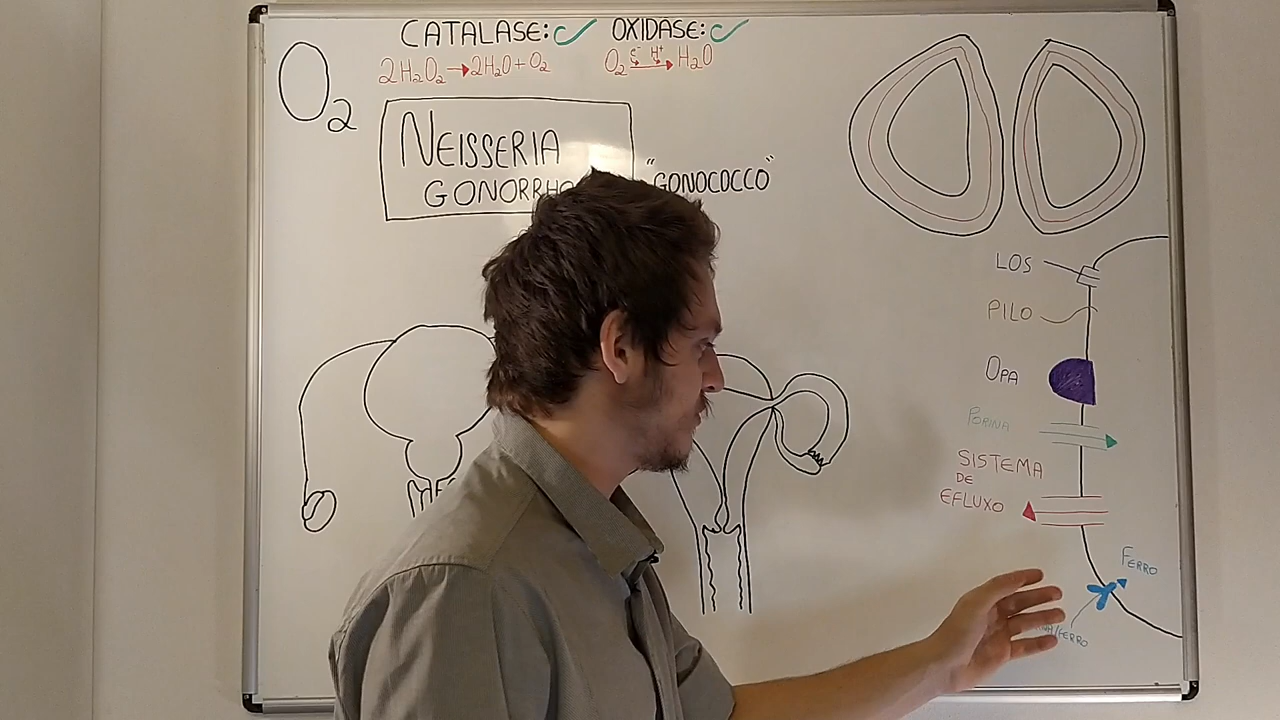 CATALASE: OXIDASE:
2H₂O₂ → 2H₂O + O₂
O₂ e⁻ H⁺ → H₂O
O₂
NEISSERIA
GONORRHO
"GONOCOCCO"
LOS
PILO
OPA
PORINA
SISTEMA
DE
EFLUXO
FERRO
/FERRO